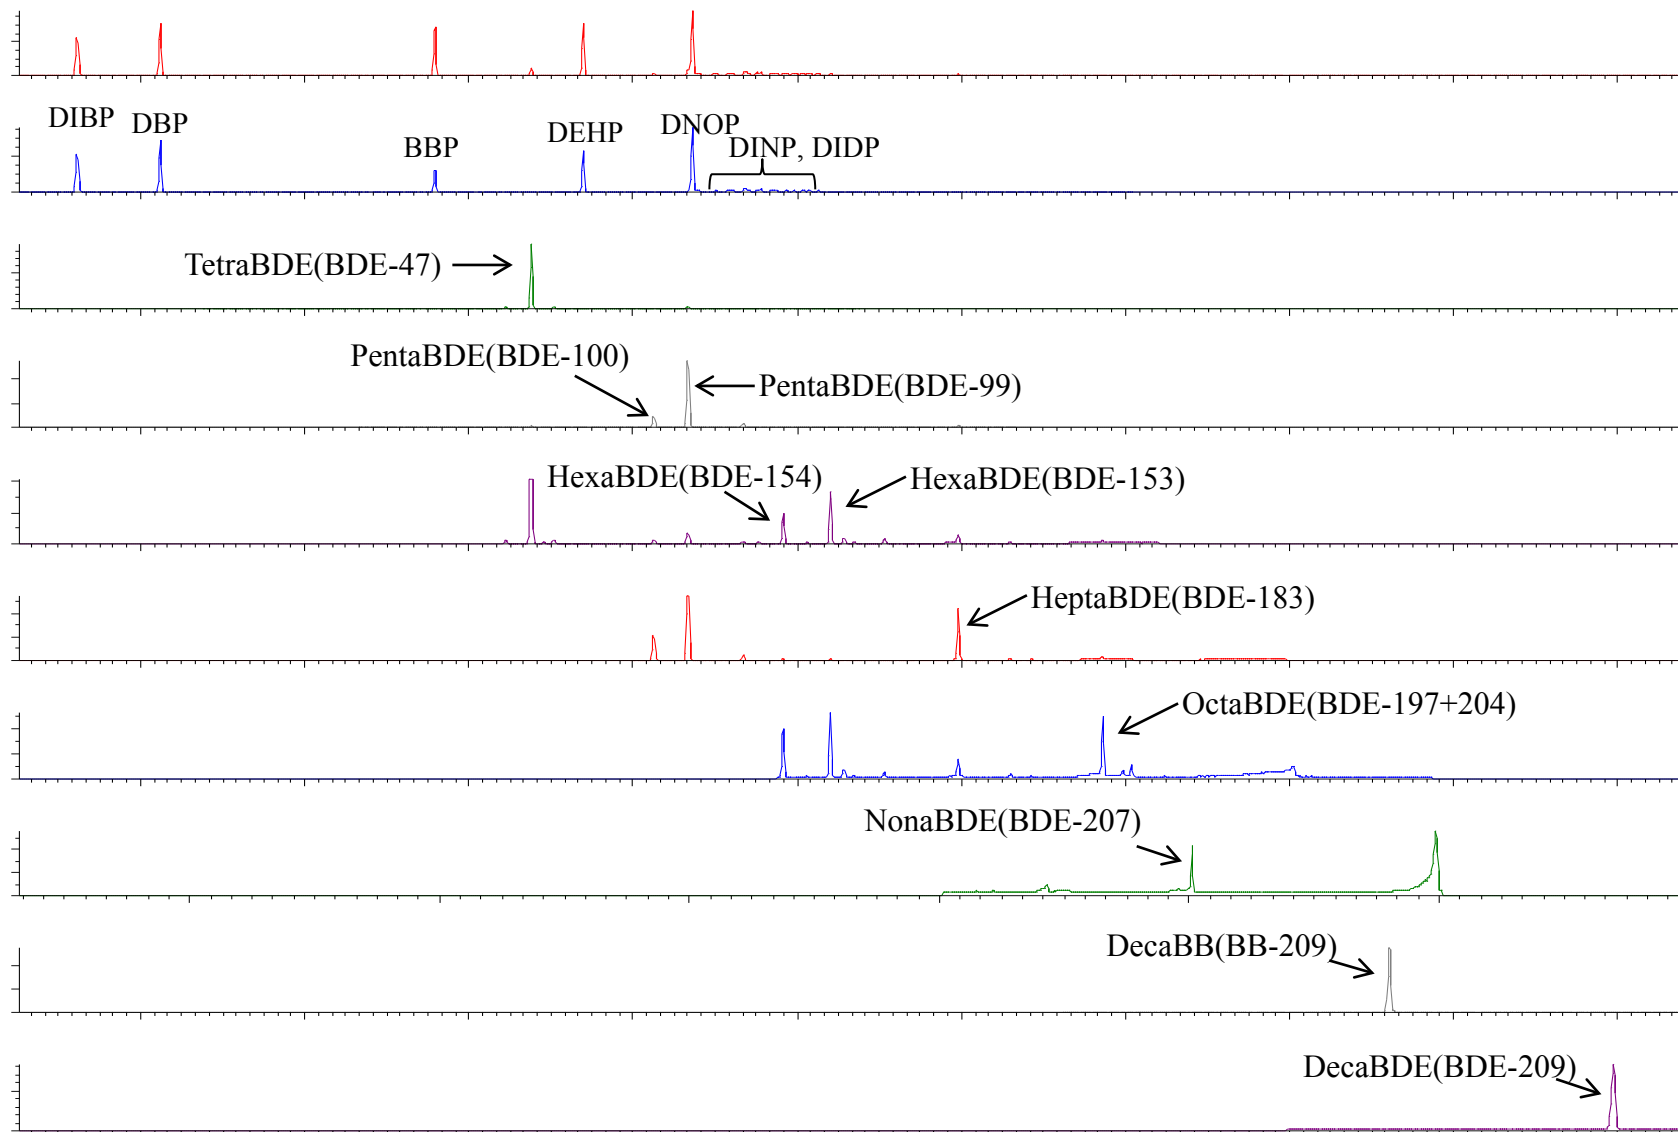 DIBP
DBP
BBP
DEHP
DNOP
DINP, DIDP
TetraBDE(BDE-47)
PentaBDE(BDE-100)
PentaBDE(BDE-99)
HexaBDE(BDE-154)
HexaBDE(BDE-153)
HeptaBDE(BDE-183)
OctaBDE(BDE-197+204)
NonaBDE(BDE-207)
DecaBB(BB-209)
DecaBDE(BDE-209)